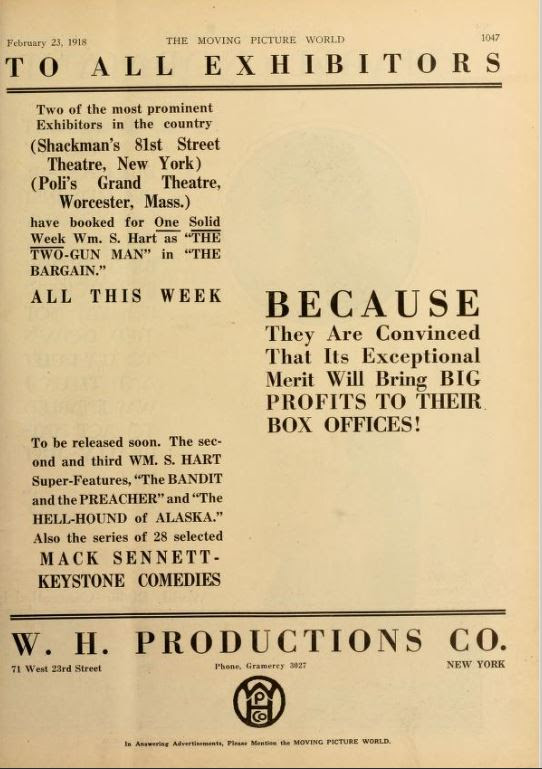 February 23, 1918
THE MOVING PICTURE WORLD
1047
TO ALL EXHIBITORS
Two of the most prominent
Exhibitors in the country
(Shackman's 81st Street
Theatre, New York)
(Poli's Grand Theatre,
Worcester, Mass.)
have booked for One Solid
Week Wm. S. Hart as "THE
TWO-GUN MAN" in "THE
BARGAIN."
ALL THIS WEEK
BECAUSE
They Are Convinced
That Its Exceptional
Merit Will Bring BIG
PROFITS TO THEIR
BOX OFFICES!
To be released soon. The sec-
ond and third WM. S. HART
Super-Features, "The BANDIT
and the PREACHER" and "The
HELL-HOUND of ALASKA."
Also the series of 28 selected
MACK SENNETT-
KEYSTONE COMEDIES
W. H. PRODUCTIONS CO.
71 West 23rd Street
Phone, Gramercy 3027
NEW YORK
In Answering Advertisements, Please Mention the MOVING PICTURE WORLD.